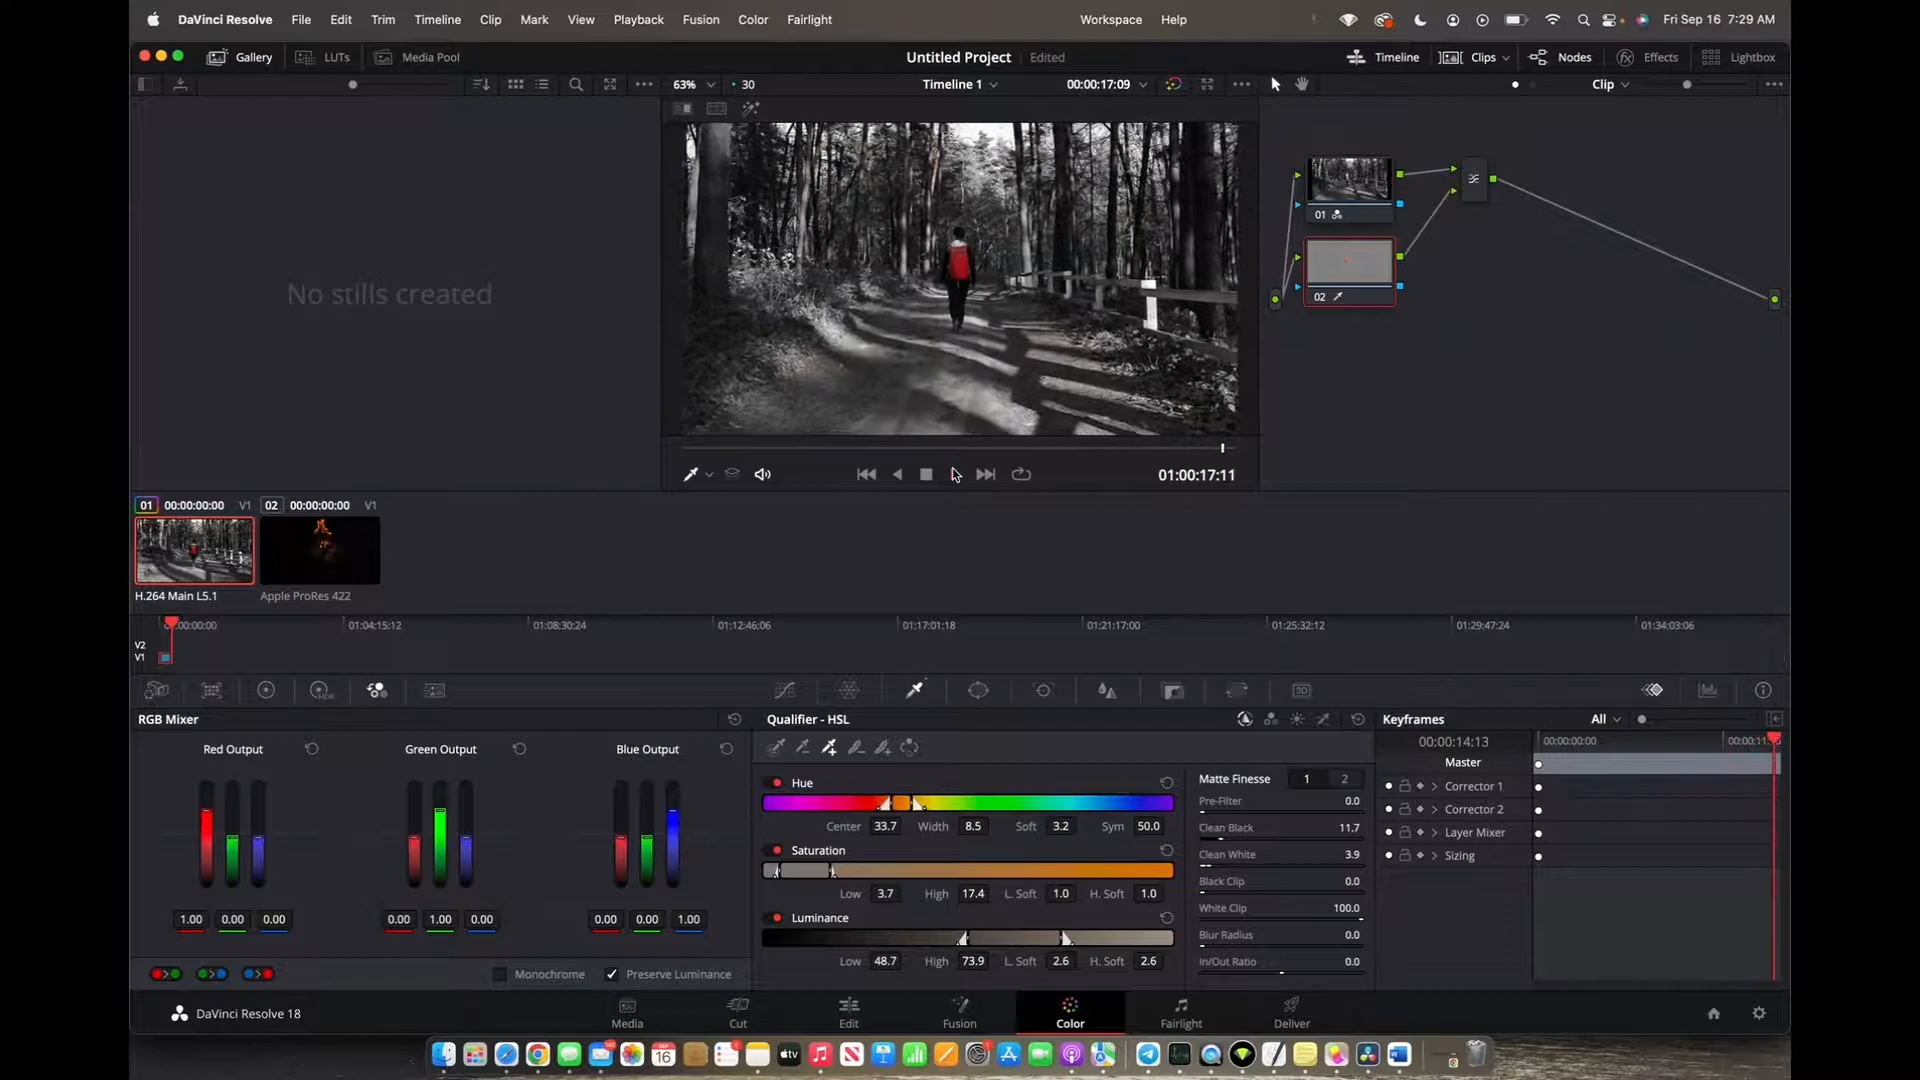 DaVinci Resolve File Edit Trim Timeline Clip Mark View Playback Fusion Color Fairlight Workspace Help Fri Sep 16 7:29 AM
Gallery LUTs Media Pool Untitled Project Edited Timeline Clips Nodes Effects Lightbox
63% 30 Timeline 1 00:00:17:09 Clip
No stills created
01
02
01:00:17:11
01 00:00:00:00 V1 02 00:00:00:00 V1
H.264 Main L5.1 Apple ProRes 422
01:04:15:12 01:08:30:24 01:12:46:06 01:17:01:18 01:21:17:00 01:25:32:12 01:29:47:24 01:34:03:06
V2
V1
RGB Mixer Qualifier - HSL Keyframes All
Red Output Green Output Blue Output 00:00:14:13 00:00:00:00
Master
Hue Matte Finesse 1 2 Corrector 1
Pre-Filter 0.0
Center 33.7 Width 8.5 Soft 3.2 Sym 50.0 Clean Black 11.7 Corrector 2
Saturation Clean White 3.9 Layer Mixer
Black Clip 0.0 Sizing
Low 3.7 High 17.4 L. Soft 1.0 H. Soft 1.0 White Clip 100.0
1.00 0.00 0.00 0.00 1.00 0.00 0.00 0.00 1.00 Luminance Blur Radius 0.0
Low 48.7 High 73.9 L. Soft 2.6 H. Soft 2.6 In/Out Ratio 0.0
Monochrome Preserve Luminance
DaVinci Resolve 18 Media Cut Edit Fusion Color Fairlight Deliver